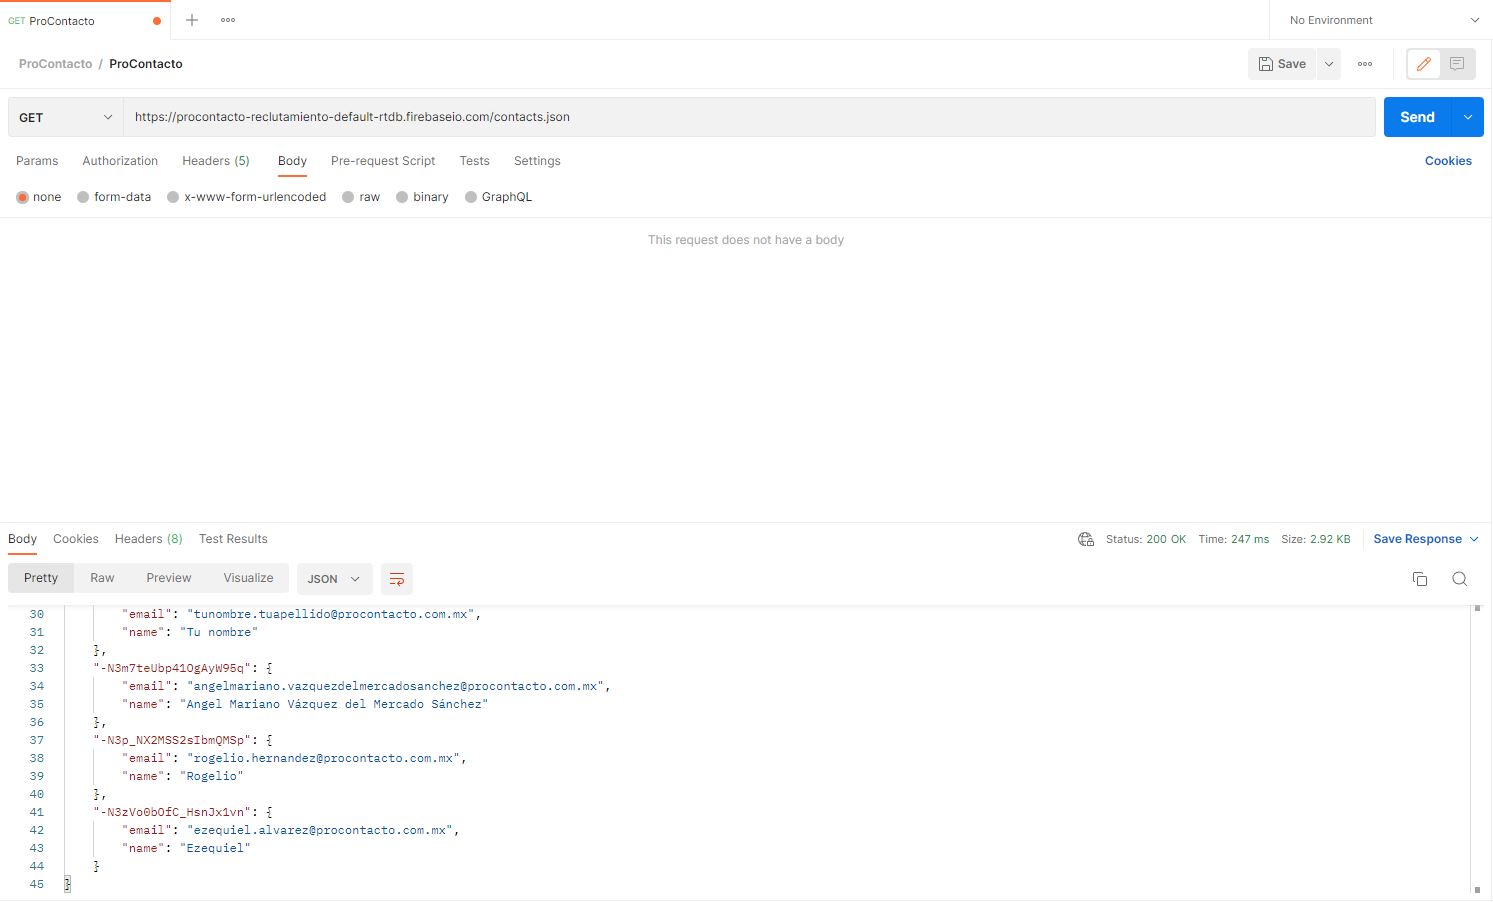 GET ProContacto
No Environment
ProContacto / ProContacto
Save
GET
https://procontacto-reclutamiento-default-rtdb.firebaseio.com/contacts.json
Send
Params Authorization Headers (5) Body Pre-request Script Tests Settings Cookies
none form-data x-www-form-urlencoded raw binary GraphQL
This request does not have a body
Body Cookies Headers (8) Test Results Status: 200 OK Time: 247 ms Size: 2.92 KB Save Response
Pretty Raw Preview Visualize JSON
30 "email": "tunombre.tuapellido@procontacto.com.mx",
31 "name": "Tu nombre"
32 },
33 "-N3m7teUbp41OgAyW95q": {
34 "email": "angelmariano.vazquezdelmercadosanchez@procontacto.com.mx",
35 "name": "Angel Mariano Vázquez del Mercado Sánchez"
36 },
37 "-N3p_NX2MSS2sIbmQMSp": {
38 "email": "rogelio.hernandez@procontacto.com.mx",
39 "name": "Rogelio"
40 },
41 "-N3zVo0bOfC_HsnJx1vn": {
42 "email": "ezequiel.alvarez@procontacto.com.mx",
43 "name": "Ezequiel"
44 }
45 }